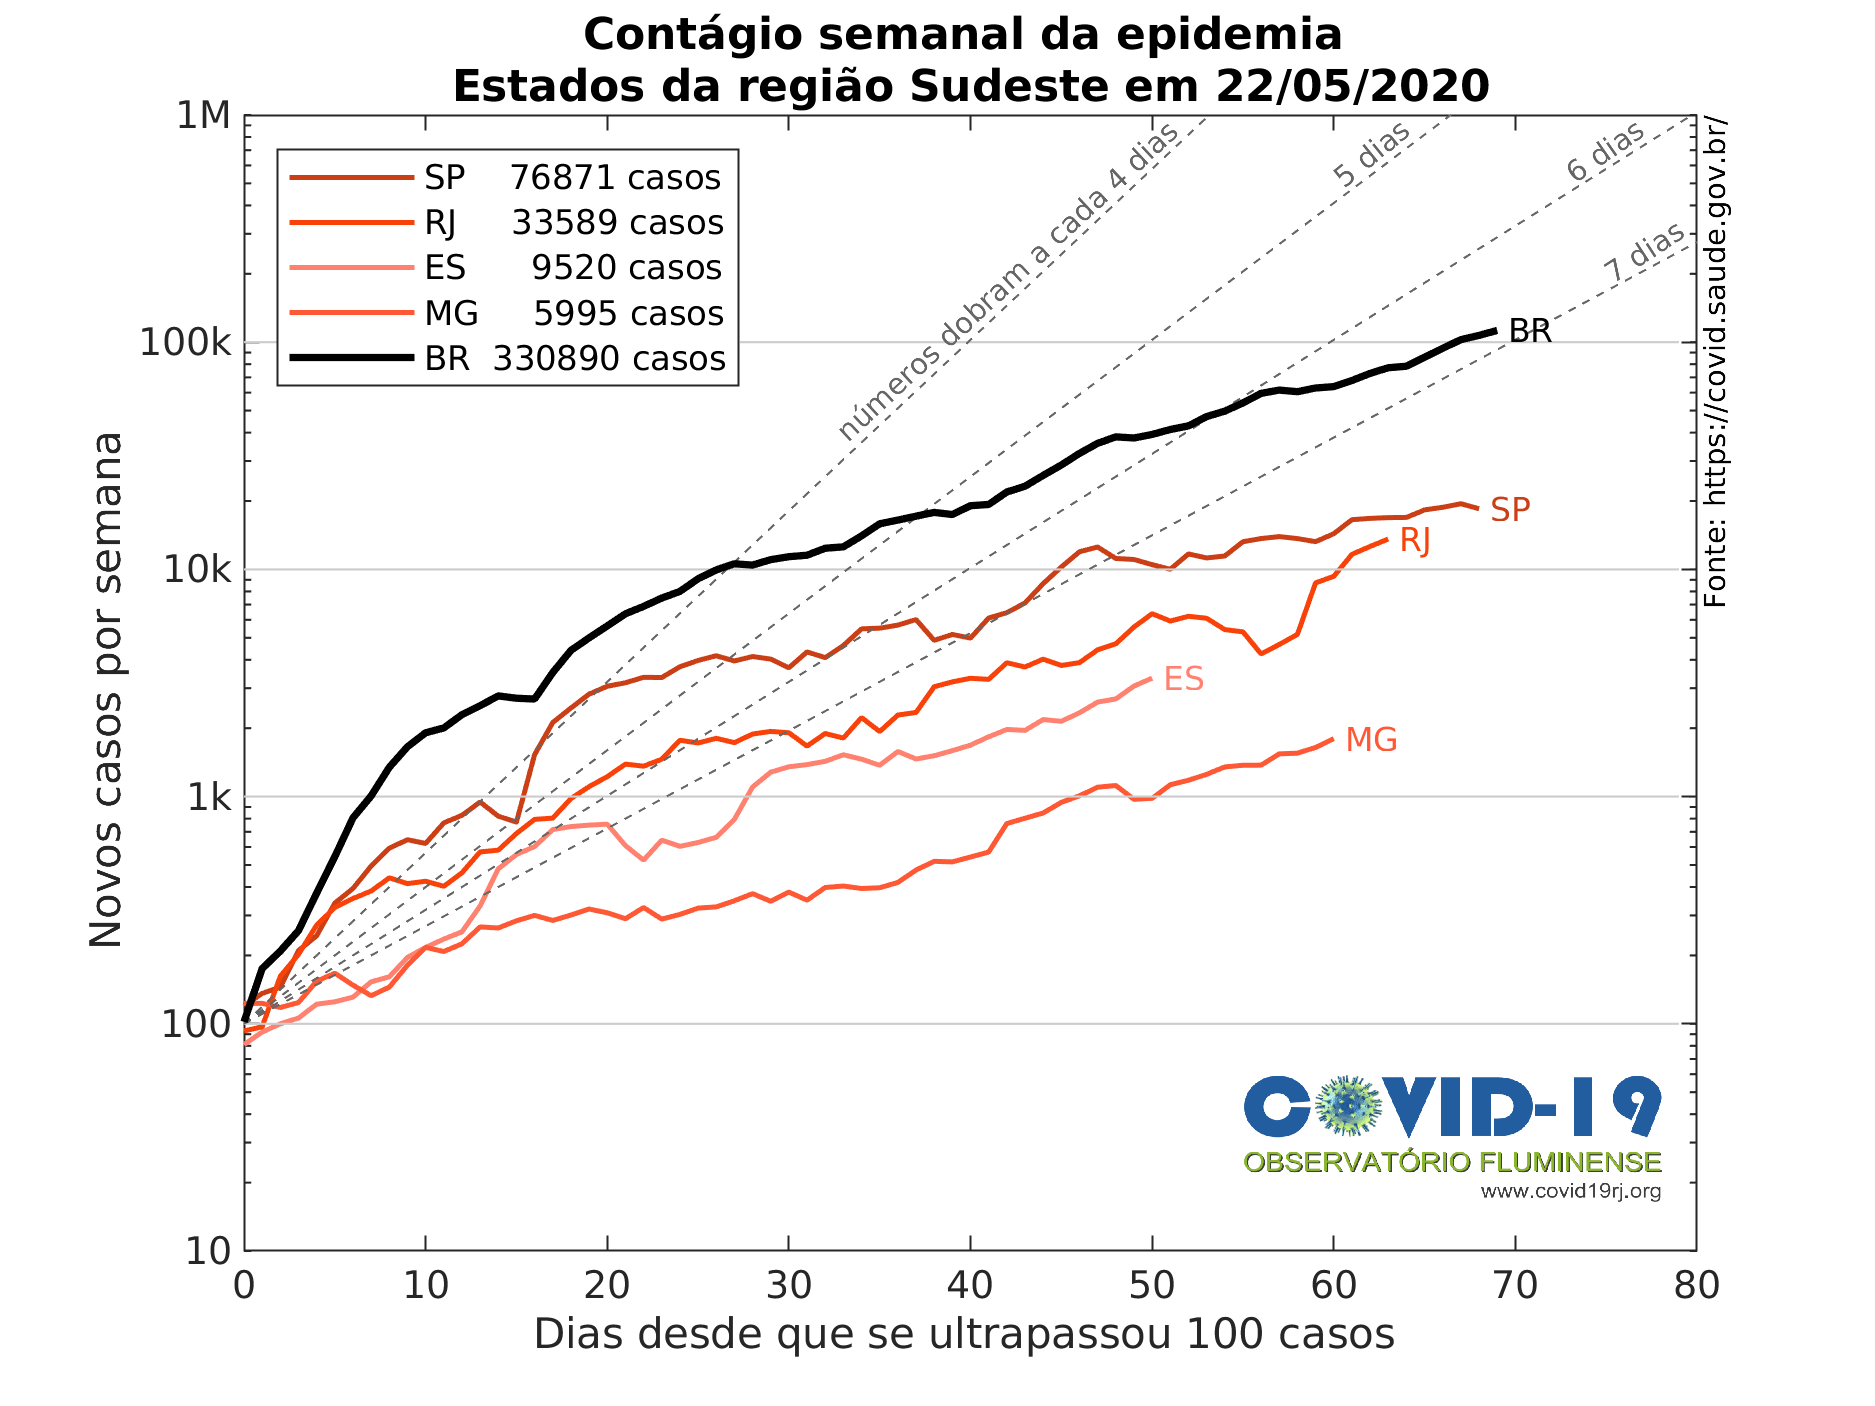 Contágio semanal da epidemia
Estados da região Sudeste em 22/05/2020
1M
100k
10k
1k
100
10
Novos casos por semana
SP 76871 casos
RJ 33589 casos
ES 9520 casos
MG 5995 casos
BR 330890 casos
números dobram a cada 4 dias
5 dias
6 dias
7 dias
BR
SP
RJ
ES
MG
Fonte: https://covid.saude.gov.br/
COVID-19
OBSERVATÓRIO FLUMINENSE
www.covid19rj.org
0 10 20 30 40 50 60 70 80
Dias desde que se ultrapassou 100 casos